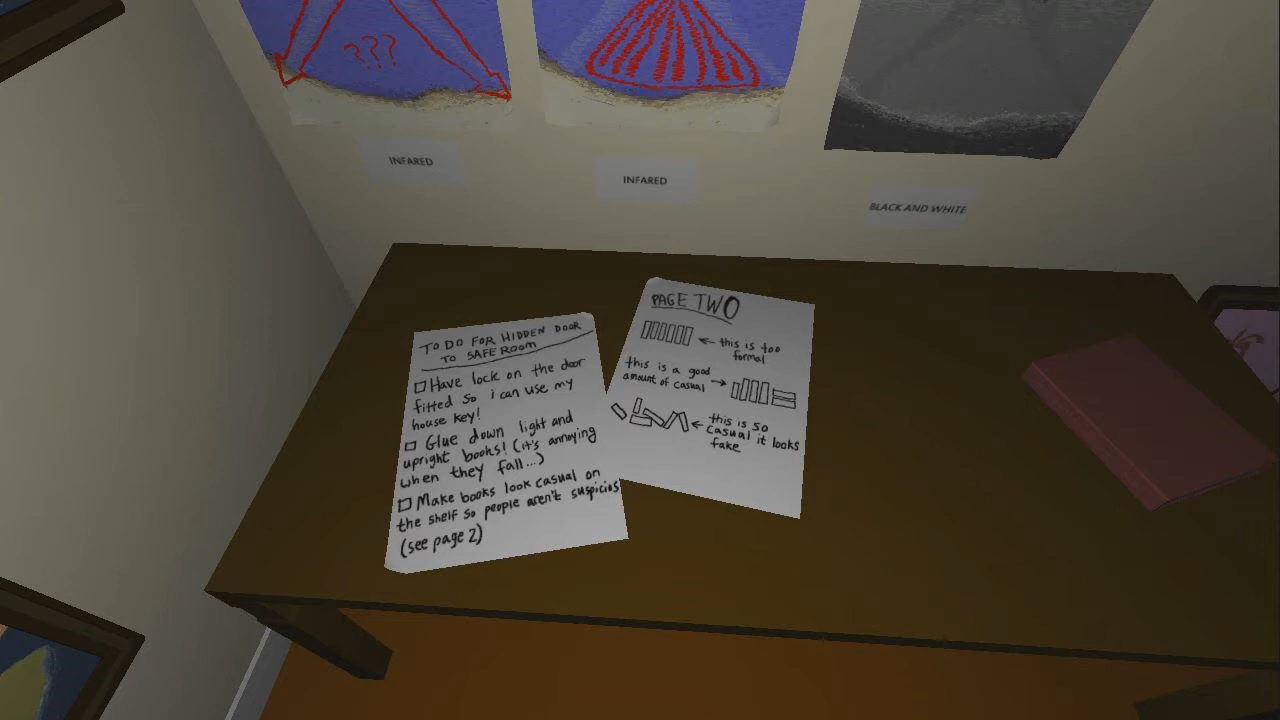 ???
INFARED
INFARED
BLACK AND WHITE
TO DO FOR HIDDEN DOOR
TO SAFE ROOM
Have lock on the door
fitted so i can use my
house key!
Glue down light and
upright books! (it's annoying
when they fall...)
Make books look casual on
the shelf so people aren't suspicios
(see page 2)
PAGE TWO
this is too
formal
this is a good
amount of casual
this is so
casual it looks
fake